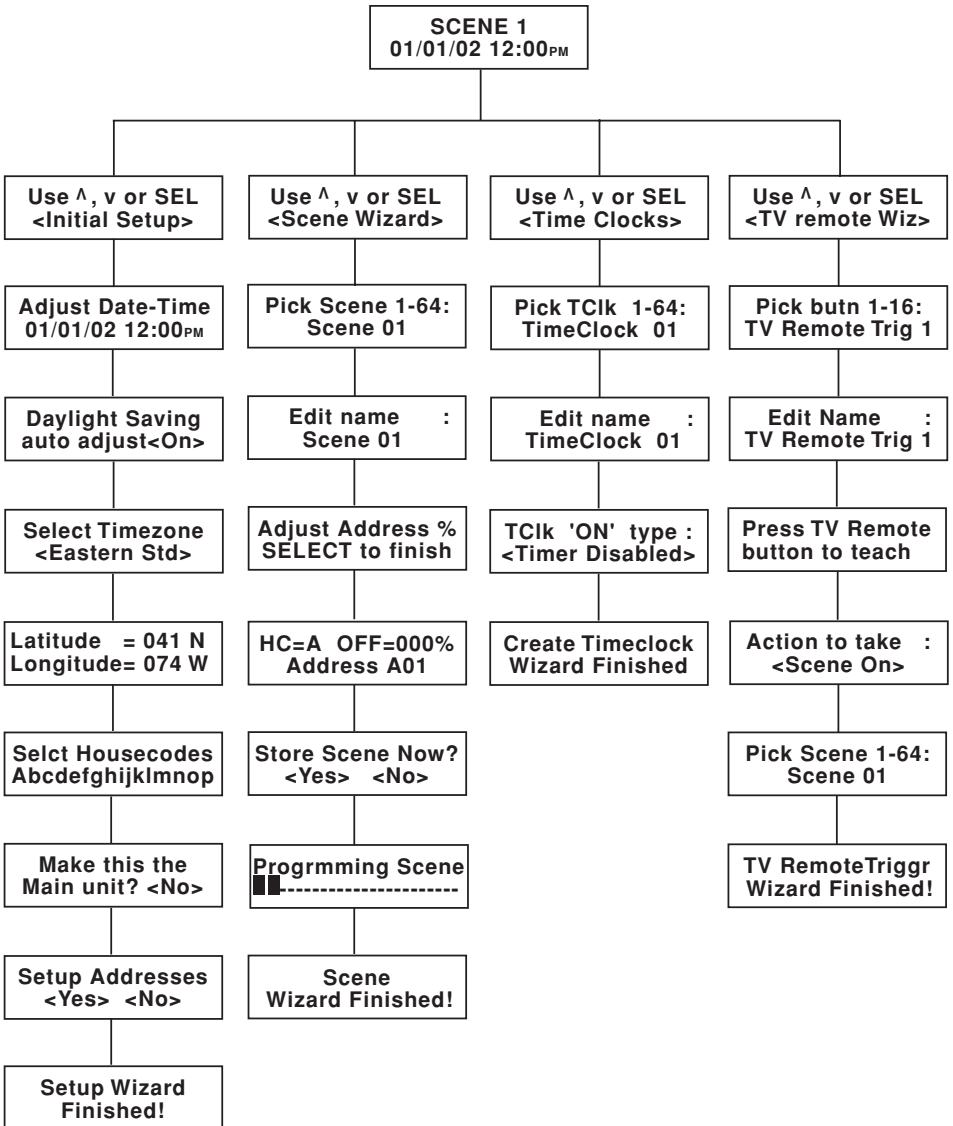 SCENE 1
01/01/02 12:00PM
Use ^, v or SEL
<Initial Setup>
Adjust Date-Time
01/01/02 12:00PM
Daylight Saving
auto adjust<On>
Select Timezone
<Eastern Std>
Latitude = 041 N
Longitude= 074 W
Selct Housecodes
Abcdefghijklmnop
Make this the
Main unit? <No>
Setup Addresses
<Yes> <No>
Setup Wizard
Finished!
Use ^, v or SEL
<Scene Wizard>
Pick Scene 1-64:
Scene 01
Edit name :
Scene 01
Adjust Address %
SELECT to finish
HC=A OFF=000%
Address A01
Store Scene Now?
<Yes> <No>
Progrmming Scene
----------------------
Scene
Wizard Finished!
Use ^, v or SEL
<Time Clocks>
Pick TClk 1-64:
TimeClock 01
Edit name :
TimeClock 01
TClk 'ON' type :
<Timer Disabled>
Create Timeclock
Wizard Finished
Use ^, v or SEL
<TV remote Wiz>
Pick butn 1-16:
TV Remote Trig 1
Edit Name :
TV Remote Trig 1
Press TV Remote
button to teach
Action to take :
<Scene On>
Pick Scene 1-64:
Scene 01
TV RemoteTriggr
Wizard Finished!